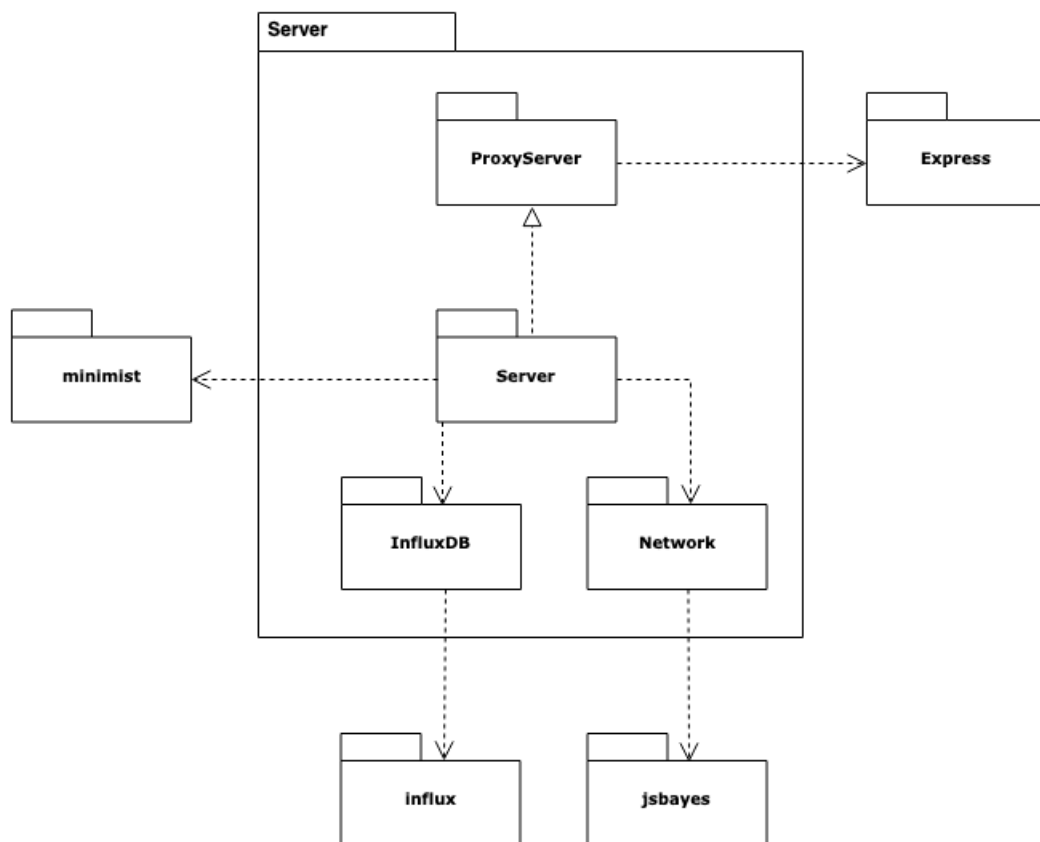 Server
ProxyServer
Express
minimist
Server
InfluxDB
Network
influx
jsbayes